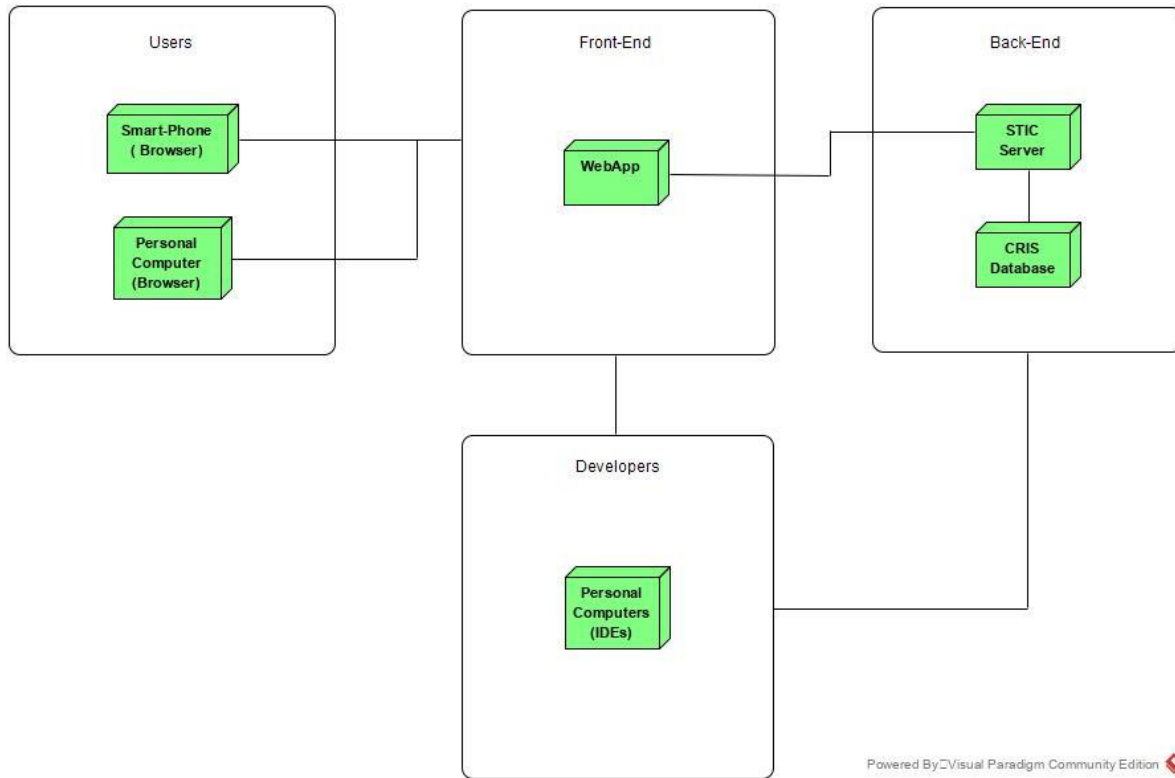 Users
Smart-Phone
( Browser)
Personal
Computer
(Browser)
Front-End
WebApp
Back-End
STIC
Server
CRIS
Database
Developers
Personal
Computers
(IDEs)
Powered By Visual Paradigm Community Edition